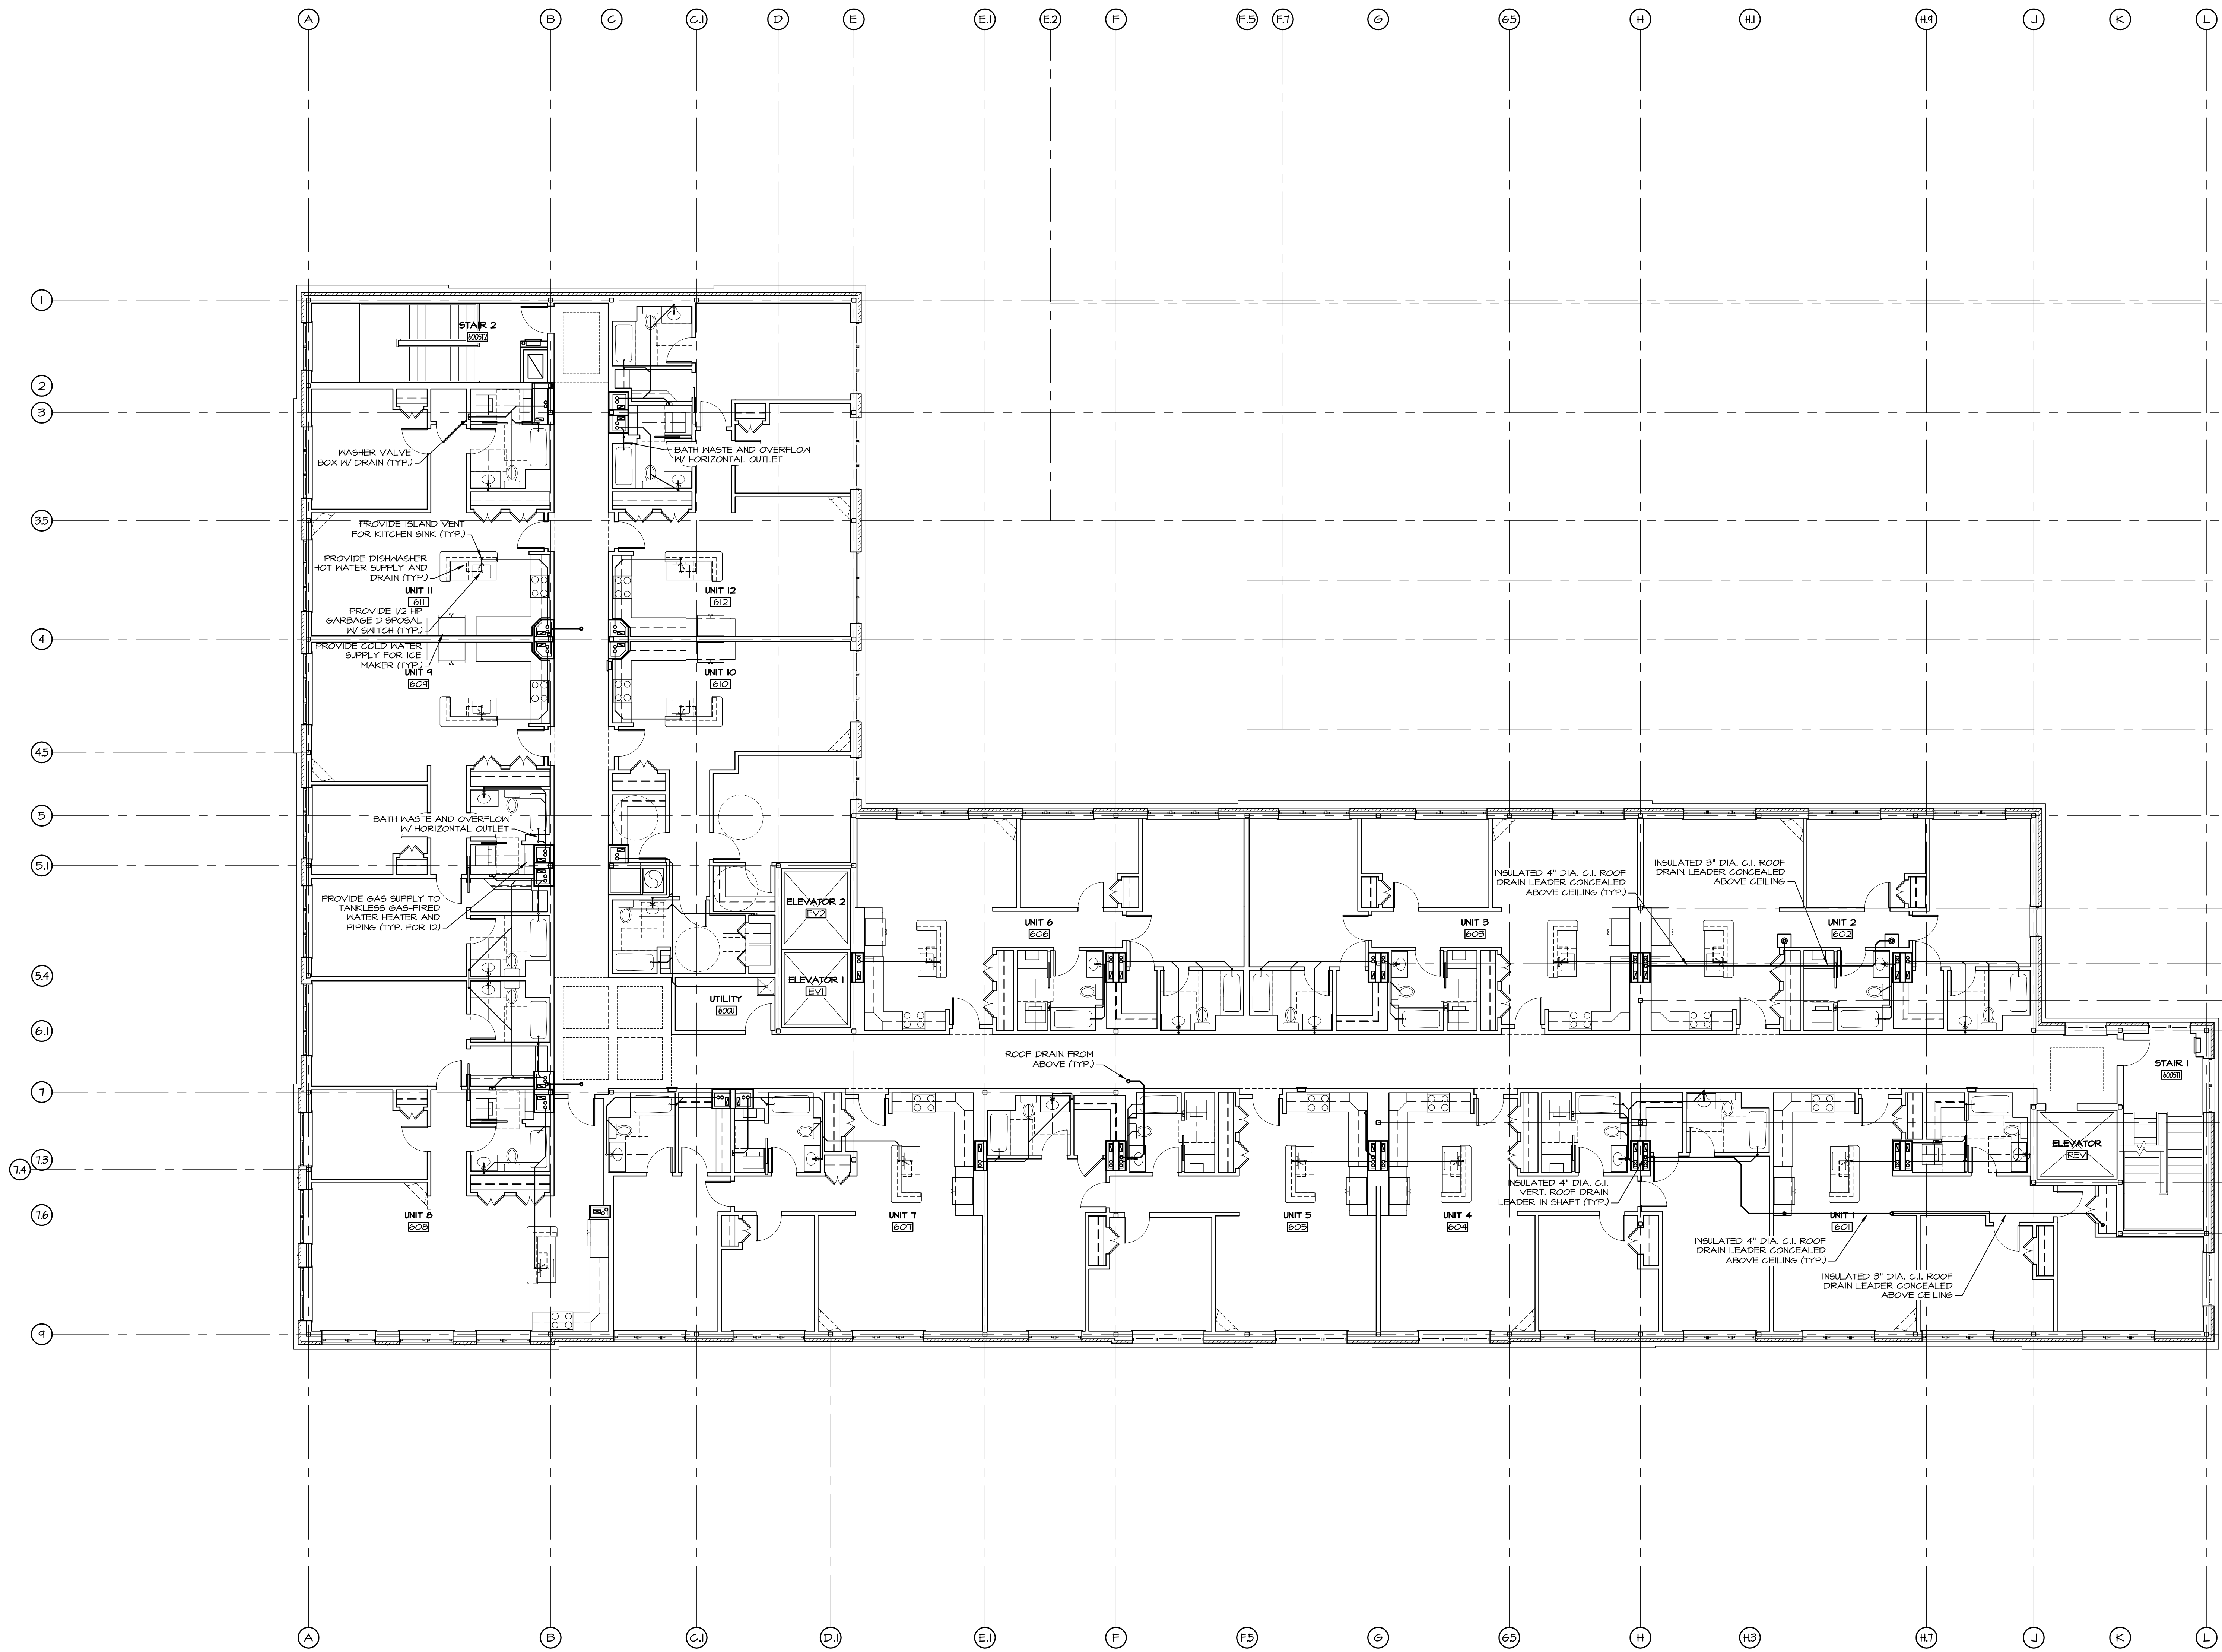 A
B
C
C.1
D
E
E.1
E.2
F
F.5
F.7
G
G.5
H
H.1
H.9
J
K
L
1
2
3
3.5
4
4.5
5
5.1
5.4
6.1
7
7.3
7.4
7.6
9
STAIR 2
600ST2
WASHER VALVE
BOX W/ DRAIN (TYP.)
BATH WASTE AND OVERFLOW
W/ HORIZONTAL OUTLET
PROVIDE ISLAND VENT
FOR KITCHEN SINK (TYP.)
PROVIDE DISHWASHER
HOT WATER SUPPLY AND
DRAIN (TYP.)
UNIT 11
611
UNIT 12
612
PROVIDE 1/2 HP
GARBAGE DISPOSAL
W/ SWITCH (TYP.)
PROVIDE COLD WATER
SUPPLY FOR ICE
MAKER (TYP.)
UNIT 9
609
UNIT 10
610
BATH WASTE AND OVERFLOW
W/ HORIZONTAL OUTLET
PROVIDE GAS SUPPLY TO
TANKLESS GAS-FIRED
WATER HEATER AND
PIPING (TYP. FOR 12)
ELEVATOR 2
EV2
ELEVATOR 1
EV1
UTILITY
600U
UNIT 6
606
UNIT 3
603
INSULATED 4" DIA. C.I. ROOF
DRAIN LEADER CONCEALED
ABOVE CEILING (TYP.)
INSULATED 3" DIA. C.I. ROOF
DRAIN LEADER CONCEALED
ABOVE CEILING
UNIT 2
602
ROOF DRAIN FROM
ABOVE (TYP.)
STAIR 1
600ST1
ELEVATOR
REV
INSULATED 4" DIA. C.I.
VERT. ROOF DRAIN
LEADER IN SHAFT (TYP.)
UNIT 8
608
UNIT 7
607
UNIT 5
605
UNIT 4
604
UNIT 1
601
INSULATED 4" DIA. C.I. ROOF
DRAIN LEADER CONCEALED
ABOVE CEILING (TYP.)
INSULATED 3" DIA. C.I. ROOF
DRAIN LEADER CONCEALED
ABOVE CEILING
A
B
C.1
D.1
E.1
F
F.5
G
G.5
H
H.3
H.7
J
K
L